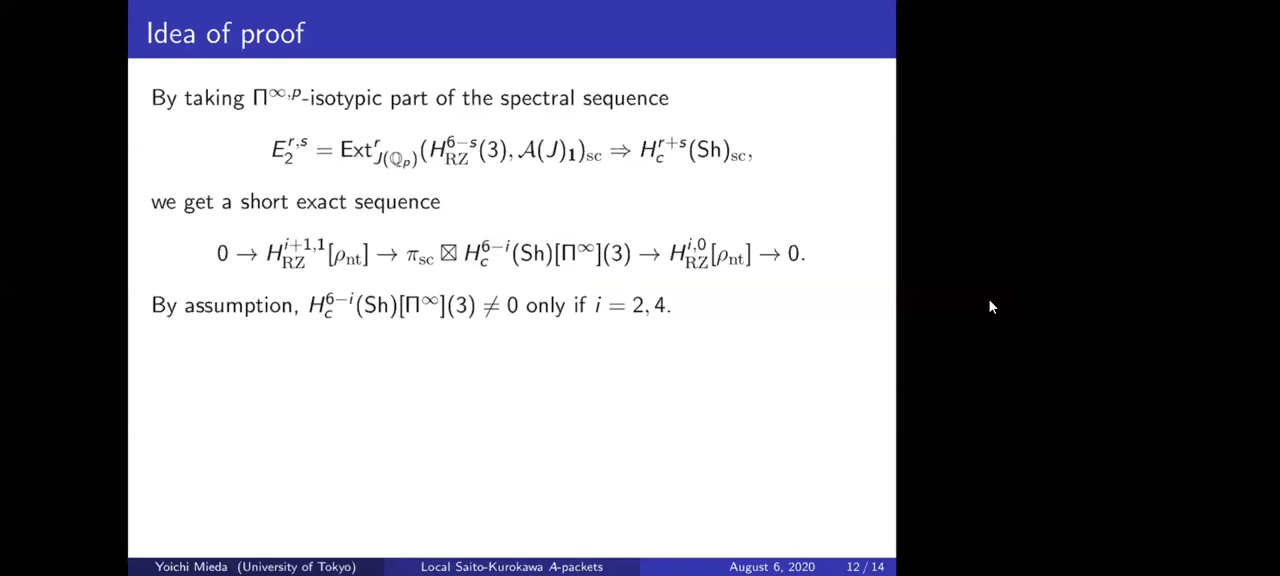 Idea of proof
By taking Π^{∞,p}-isotypic part of the spectral sequence
E_2^{r,s} = Ext^r_{J(ℚ_p)}(H_{RZ}^{6−s}(3), 𝒜(J)_𝟏)_{sc} ⇒ H_c^{r+s}(Sh)_{sc},
we get a short exact sequence
0 → H_{RZ}^{i+1,1}[ρ_{nt}] → π_{sc} ⊠ H_c^{6−i}(Sh)[Π^∞](3) → H_{RZ}^{i,0}[ρ_{nt}] → 0.
By assumption, H_c^{6−i}(Sh)[Π^∞](3) ≠ 0 only if i = 2, 4.
Yoichi Mieda (University of Tokyo) Local Saito-Kurokawa A-packets August 6, 2020 12 / 14